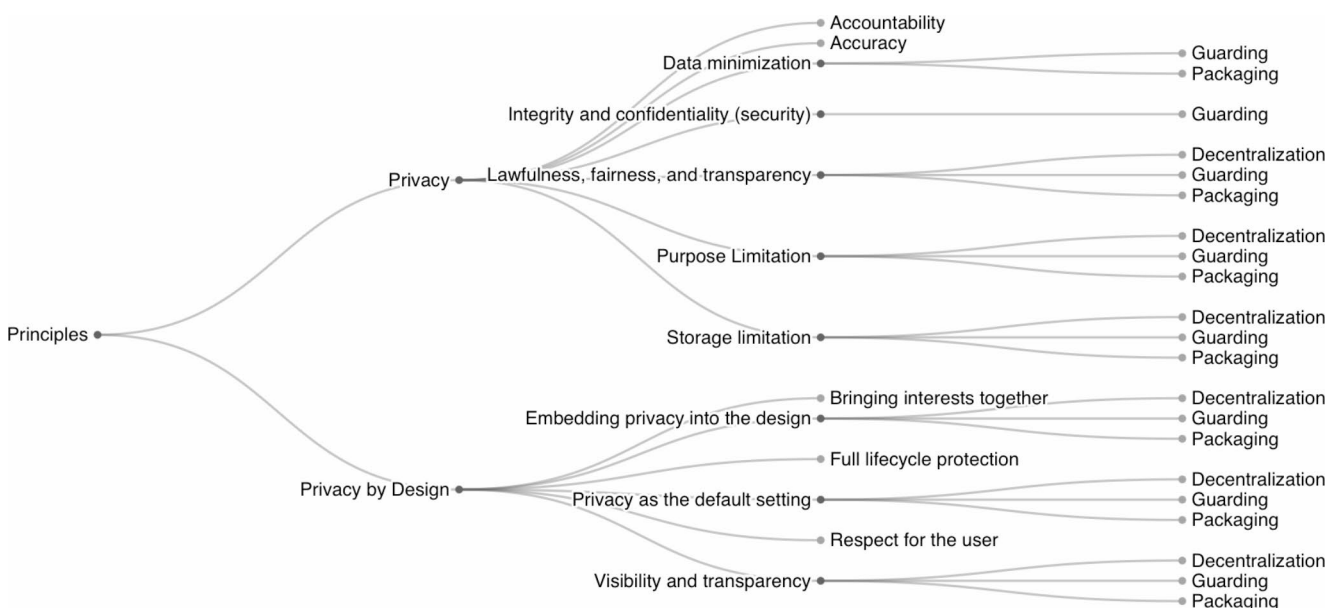 Accountability
Accuracy
Data minimization
Guarding
Packaging
Integrity and confidentiality (security)
Guarding
Privacy
Lawfulness, fairness, and transparency
Decentralization
Guarding
Packaging
Purpose Limitation
Decentralization
Guarding
Packaging
Storage limitation
Decentralization
Guarding
Packaging
Principles
Bringing interests together
Embedding privacy into the design
Decentralization
Guarding
Packaging
Full lifecycle protection
Privacy by Design
Privacy as the default setting
Decentralization
Guarding
Packaging
Respect for the user
Visibility and transparency
Decentralization
Guarding
Packaging